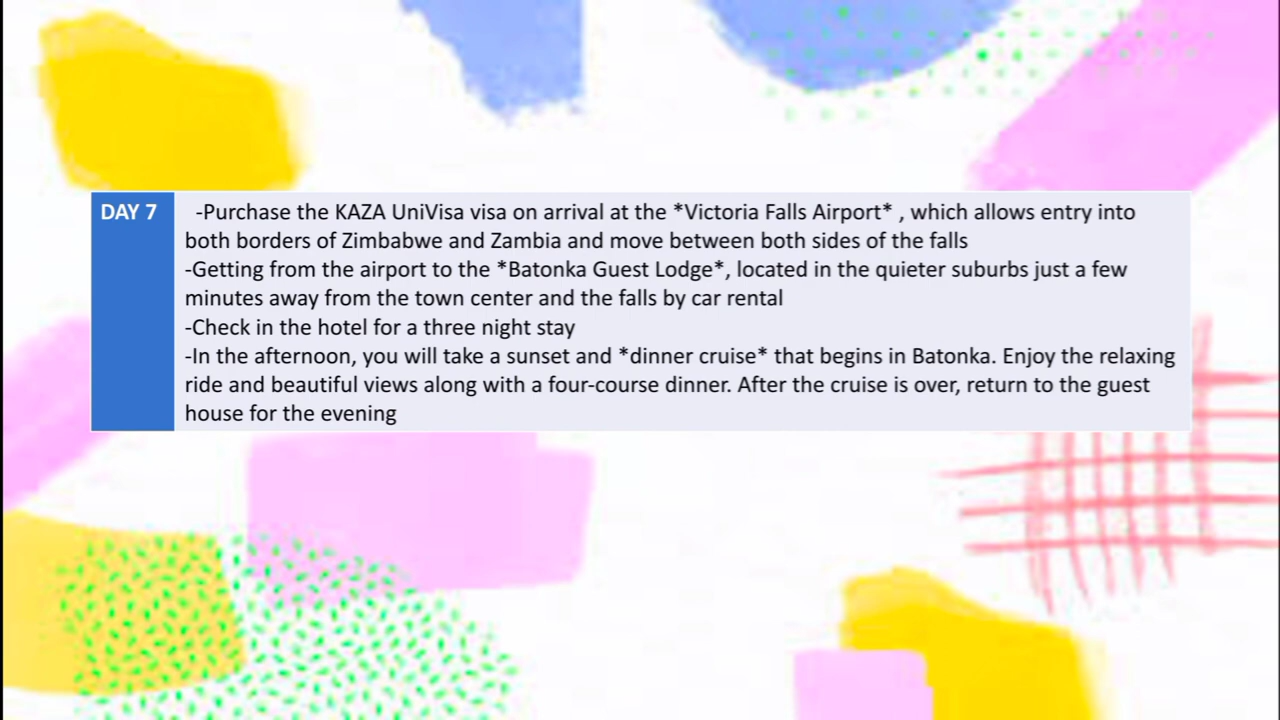 DAY 7
-Purchase the KAZA UniVisa visa on arrival at the *Victoria Falls Airport* , which allows entry into
both borders of Zimbabwe and Zambia and move between both sides of the falls
-Getting from the airport to the *Batonka Guest Lodge*, located in the quieter suburbs just a few
minutes away from the town center and the falls by car rental
-Check in the hotel for a three night stay
-In the afternoon, you will take a sunset and *dinner cruise* that begins in Batonka. Enjoy the relaxing
ride and beautiful views along with a four-course dinner. After the cruise is over, return to the guest
house for the evening